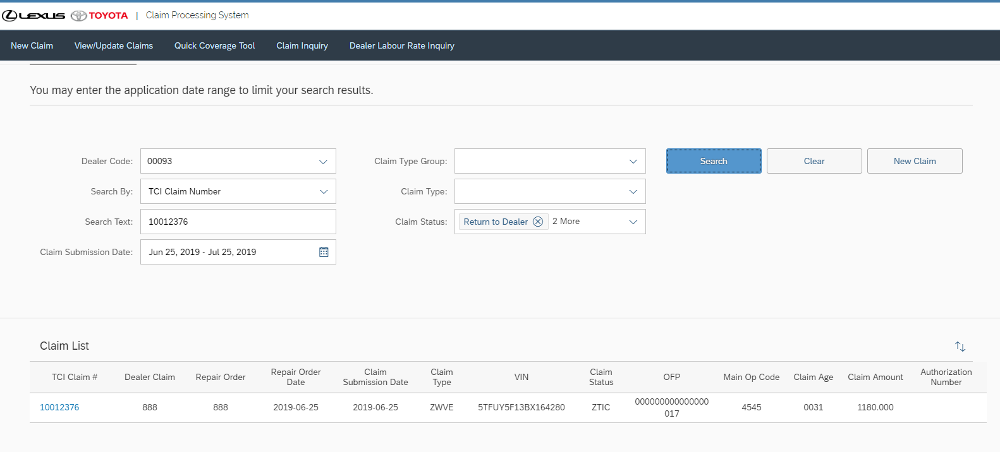 LEXUS TOYOTA | Claim Processing System
New Claim View/Update Claims Quick Coverage Tool Claim Inquiry Dealer Labour Rate Inquiry
You may enter the application date range to limit your search results.
Dealer Code: 00093 Claim Type Group: Search Clear New Claim
Search By: TCI Claim Number Claim Type:
Search Text: 10012376 Claim Status: Return to Dealer 2 More
Claim Submission Date: Jun 25, 2019 - Jul 25, 2019
Claim List
TCI Claim # Dealer Claim Repair Order Repair Order Date Claim Submission Date Claim Type VIN Claim Status OFP Main Op Code Claim Age Claim Amount Authorization Number
10012376 888 888 2019-06-25 2019-06-25 ZWVE 5TFUY5F13BX164280 ZTIC 000000000000000017 4545 0031 1180.000